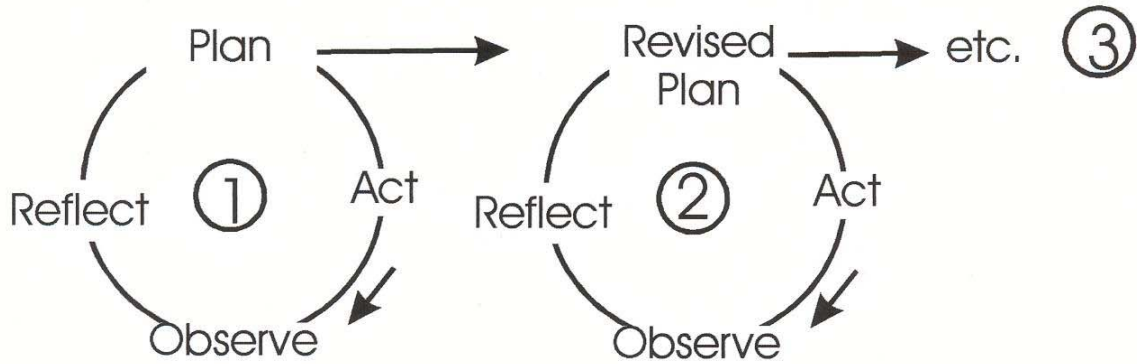 Plan
Revised
Plan
etc. 3
Reflect
1
Act
Reflect
2
Act
Observe
Observe